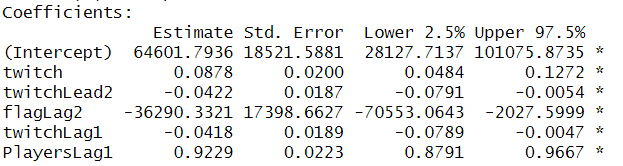 Coefficients:
Estimate Std. Error Lower 2.5% Upper 97.5%
(Intercept) 64601.7936 18521.5881 28127.7137 101075.8735 *
twitch 0.0878 0.0200 0.0484 0.1272 *
twitchLead2 -0.0422 0.0187 -0.0791 -0.0054 *
flagLag2 -36290.3321 17398.6627 -70553.0643 -2027.5999 *
twitchLag1 -0.0418 0.0189 -0.0789 -0.0047 *
PlayersLag1 0.9229 0.0223 0.8791 0.9667 *